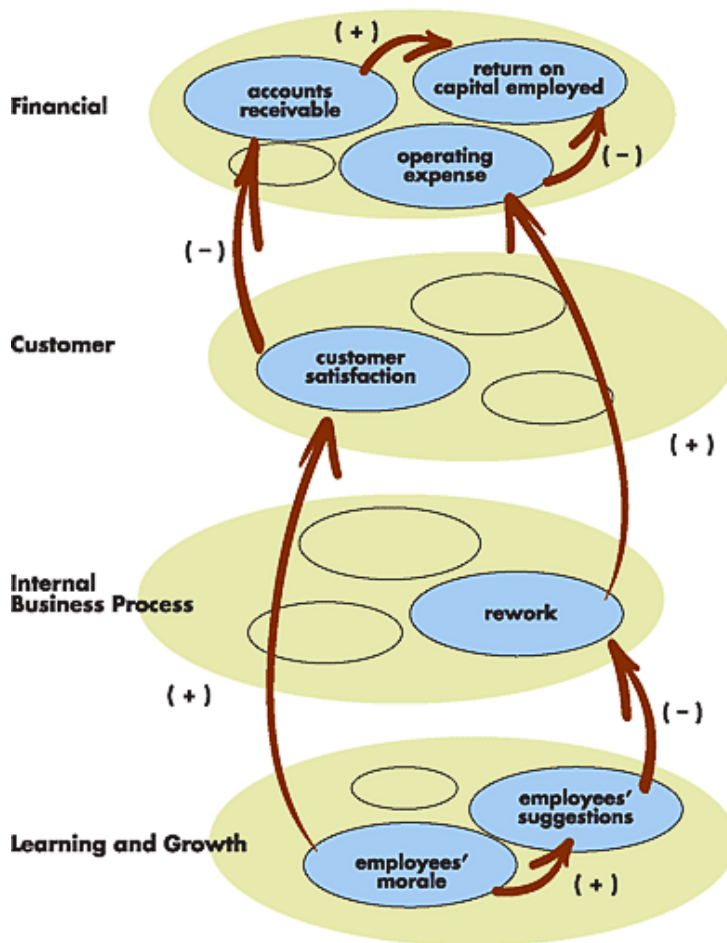 ( + )
Financial
accounts
receivable
return on
capital employed
operating
expense
( − )
( − )
Customer
customer
satisfaction
( + )
Internal
Business Process
rework
( + )
( − )
Learning and Growth
employees'
suggestions
employees'
morale
( + )